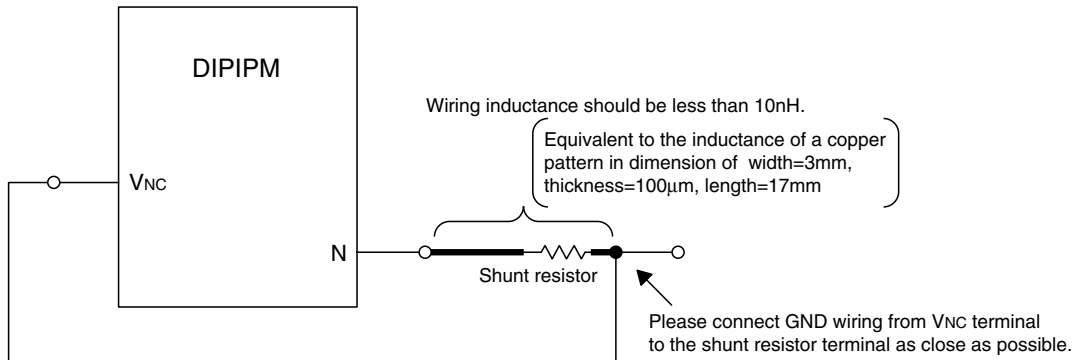 DIPIPM
Wiring inductance should be less than 10nH.
Equivalent to the inductance of a copper
pattern in dimension of width=3mm,
thickness=100μm, length=17mm
VNC
N
Shunt resistor
Please connect GND wiring from VNC terminal
to the shunt resistor terminal as close as possible.